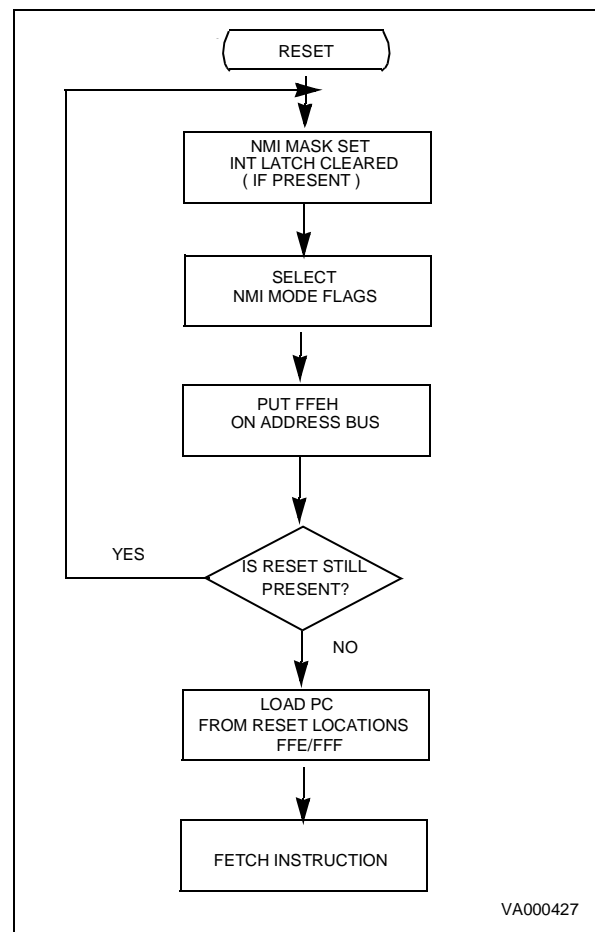 RESET
NMI MASK SET
INT LATCH CLEARED
( IF PRESENT )
SELECT
NMI MODE FLAGS
PUT FFEH
ON ADDRESS BUS
YES
IS RESET STILL
PRESENT?
NO
LOAD PC
FROM RESET LOCATIONS
FFE/FFF
FETCH INSTRUCTION
VA000427